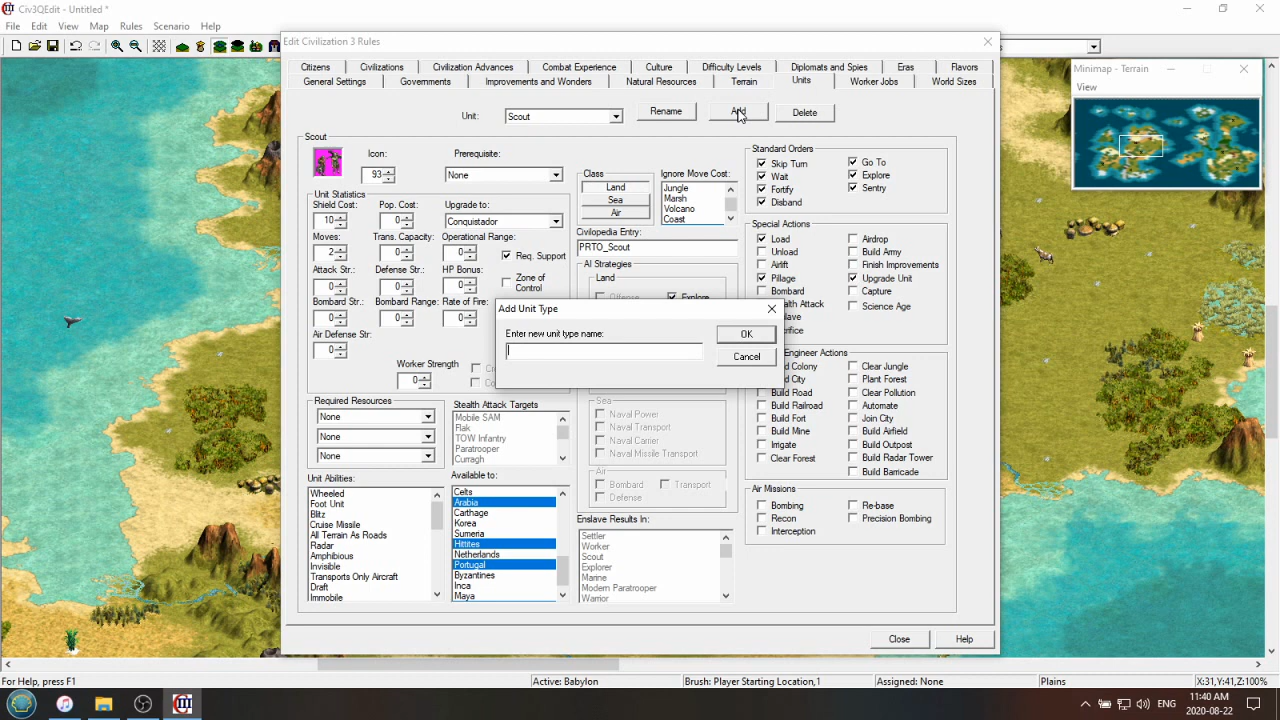 Civ3QEdit - Untitled *
File Edit View Map Rules Scenario Help
Edit Civilization 3 Rules
Citizens Civilizations Civilization Advances Combat Experience Culture Difficulty Levels Diplomats and Spies Eras Flavors
General Settings Governments Improvements and Wonders Natural Resources Terrain Units Worker Jobs World Sizes
Unit: Scout Rename Add Delete
Scout
Icon: 93
Prerequisite: None
Unit Statistics
Shield Cost: Pop. Cost: Upgrade to:
10 0 Conquistador
Moves: Trans. Capacity: Operational Range:
2 0 0 Req. Support
Attack Str.: Defense Str.: HP Bonus:
0 0 0 Zone of Control
Bombard Str.: Bombard Range: Rate of Fire:
0 0 0
Air Defense Str:
0
Worker Strength
0
Class
Land
Sea
Air
Ignore Move Cost:
Jungle
Marsh
Volcano
Coast
Civilopedia Entry:
PRTO_Scout
AI Strategies
Land
Offense Explore
Add Unit Type
Enter new unit type name:
OK
Cancel
Required Resources
None
None
None
Unit Abilities:
Wheeled
Foot Unit
Blitz
Cruise Missile
All Terrain As Roads
Radar
Amphibious
Invisible
Transports Only Aircraft
Draft
Immobile
Stealth Attack Targets
Mobile SAM
Flak
TOW Infantry
Paratrooper
Curragh
Available to:
Celts
Arabia
Carthage
Korea
Sumeria
Hittites
Netherlands
Portugal
Byzantines
Inca
Maya
Sea
Naval Power
Naval Transport
Naval Carrier
Naval Missile Transport
Air
Bombard Transport
Defense
Enslave Results In:
Settler
Worker
Scout
Explorer
Marine
Modern Paratrooper
Warrior
Standard Orders
Skip Turn Go To
Wait Explore
Fortify Sentry
Disband
Special Actions
Load Airdrop
Unload Build Army
Airlift Finish Improvements
Pillage Upgrade Unit
Bombard Capture
alth Attack Science Age
lave
rifice
Engineer Actions
d Colony Clear Jungle
d City Plant Forest
Build Road Clear Pollution
Build Railroad Automate
Build Fort Join City
Build Mine Build Airfield
Irrigate Build Outpost
Clear Forest Build Radar Tower
Build Barricade
Air Missions
Bombing Re-base
Recon Precision Bombing
Interception
Close Help
Minimap - Terrain
View
For Help, press F1 Active: Babylon Brush: Player Starting Location,1 Assigned: None Plains X:31,Y:41,Z:100%
ENG 11:40 AM
2020-08-22